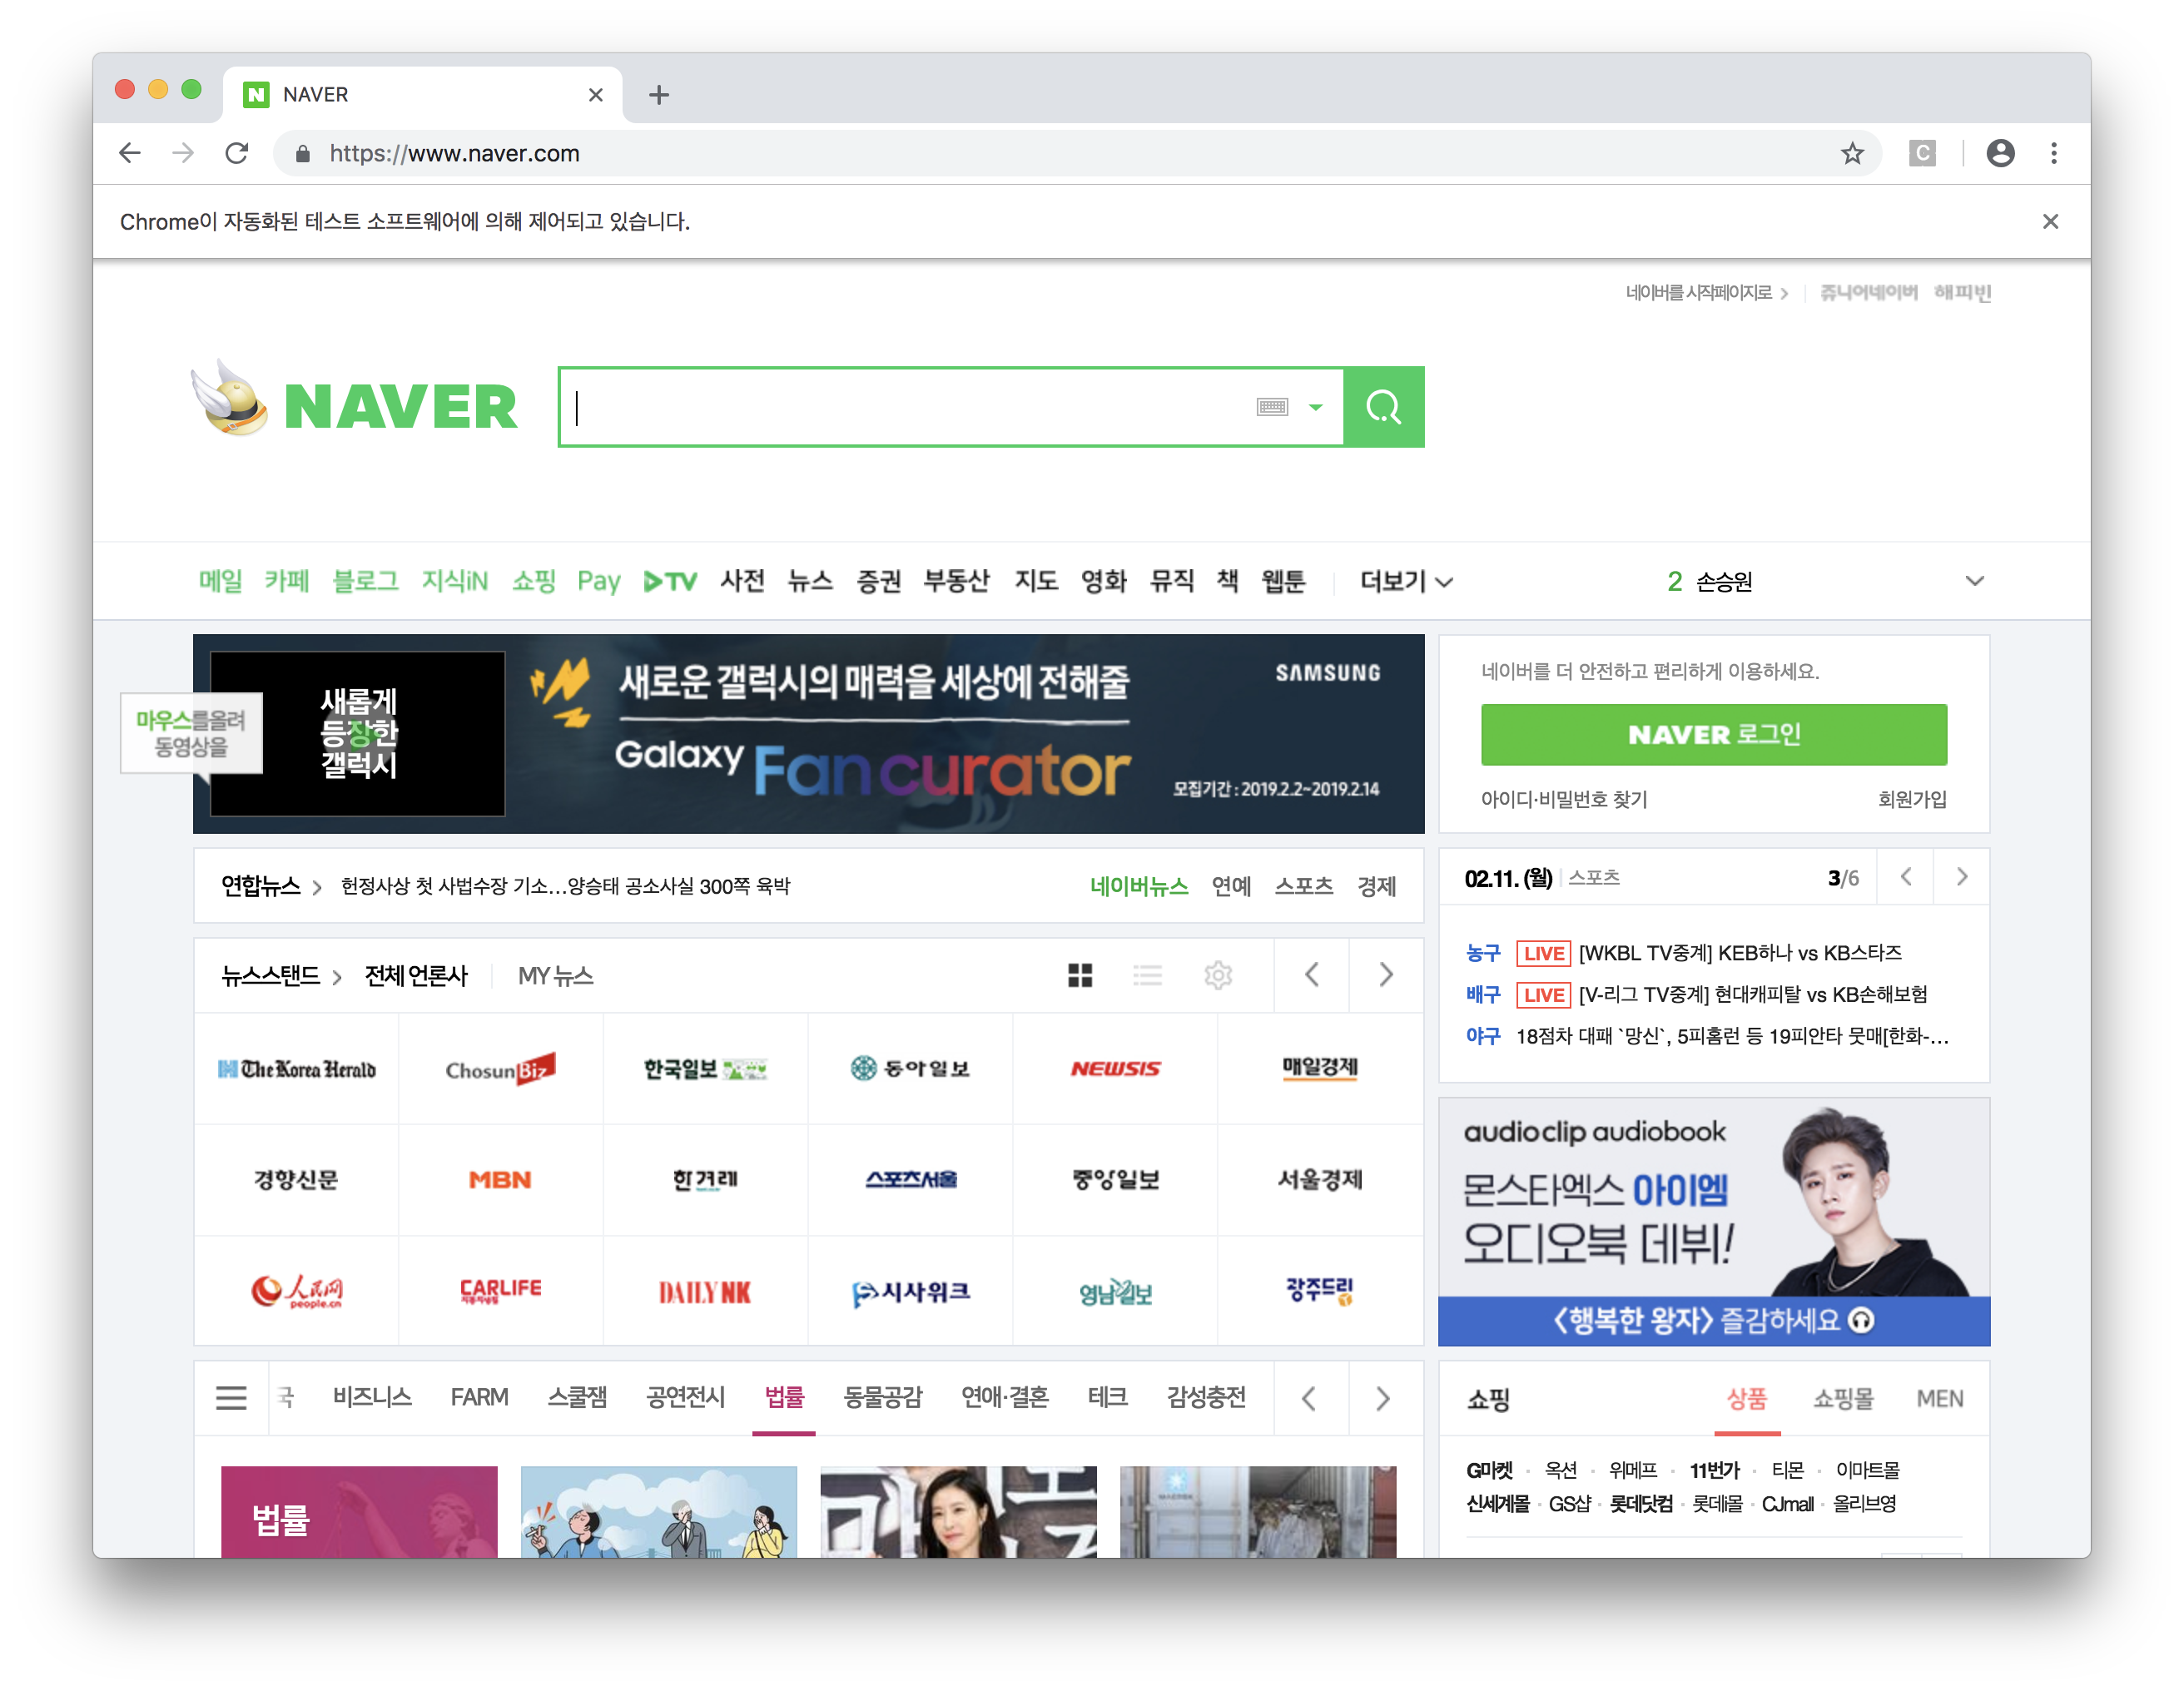 NAVER
https://www.naver.com
C
Chrome이 자동화된 테스트 소프트웨어에 의해 제어되고 있습니다.
네이버를 시작페이지로 쥬니어네이버 해피빈
NAVER
메일 카페 블로그 지식iN 쇼핑 Pay TV 사전 뉴스 증권 부동산 지도 영화 뮤직 책 웹툰 더보기
2 손승원
마우스를올려
동영상을
새롭게
등장한
갤럭시
새로운 갤럭시의 매력을 세상에 전해줄
Galaxy Fan curator
SAMSUNG
모집기간 : 2019.2.2~2019.2.14
네이버를 더 안전하고 편리하게 이용하세요.
NAVER 로그인
아이디·비밀번호 찾기 회원가입
연합뉴스 헌정사상 첫 사법수장 기소...양승태 공소사실 300쪽 육박
네이버뉴스 연예 스포츠 경제
02.11. (월) 스포츠 3/6
농구 LIVE [WKBL TV중계] KEB하나 vs KB스타즈
배구 LIVE [V-리그 TV중계] 현대캐피탈 vs KB손해보험
야구 18점차 대패 `망신`, 5피홈런 등 19피안타 뭇매[한화-...
뉴스스탠드 전체 언론사 MY 뉴스
The Korea Herald ChosunBiz 한국일보 동아일보 NEWSIS 매일경제
경향신문 MBN 한겨레 스포츠서울 중앙일보 서울경제
人民网 people.cn CARLIFE DAILY NK 시사위크 영남일보 광주드림
audioclip audiobook
몬스타엑스 아이엠
오디오북 데뷔!
〈행복한 왕자〉 즐감하세요
국 비즈니스 FARM 스쿨잼 공연전시 법률 동물공감 연애·결혼 테크 감성충전
쇼핑 상품 쇼핑몰 MEN
G마켓 · 옥션 · 위메프 · 11번가 · 티몬 · 이마트몰
신세계몰 · GS샵 · 롯데닷컴 · 롯데몰 · CJmall · 올리브영
법률